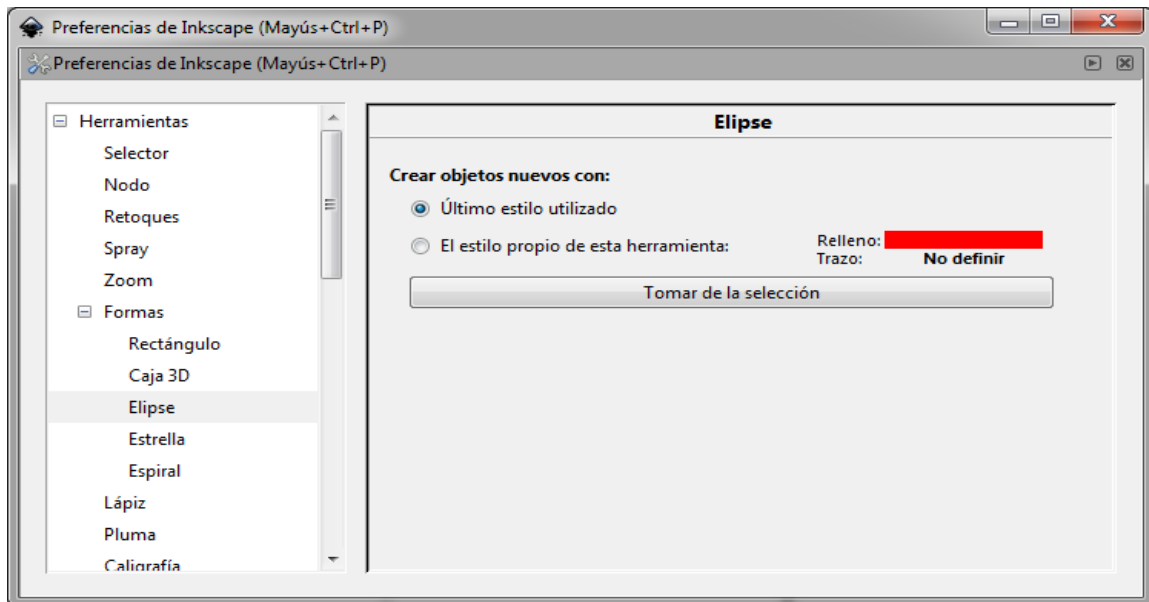 Preferencias de Inkscape (Mayús+Ctrl+P)
Preferencias de Inkscape (Mayús+Ctrl+P)
Herramientas
Selector
Nodo
Retoques
Spray
Zoom
Formas
Rectángulo
Caja 3D
Elipse
Estrella
Espiral
Lápiz
Pluma
Caligrafía
Elipse
Crear objetos nuevos con:
Último estilo utilizado
El estilo propio de esta herramienta:
Relleno:
Trazo: No definir
Tomar de la selección